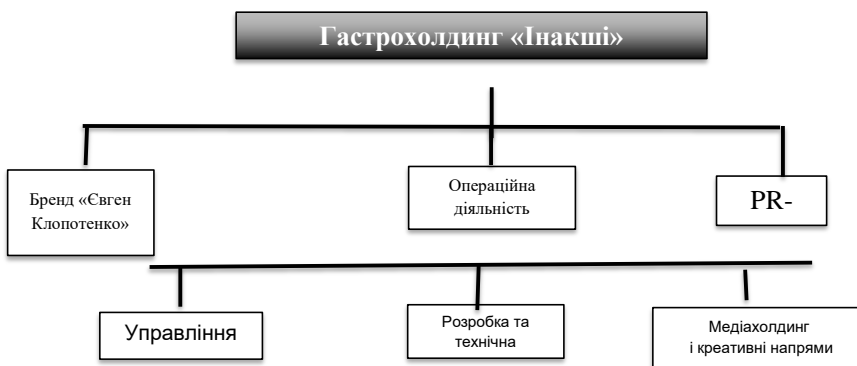 Гастрохолдинг «Інакші»
Бренд «Євген
Клопотенко»
Операційна
діяльність
PR-
Управління
Розробка та
технічна
Медіахолдинг
і креативні напрями